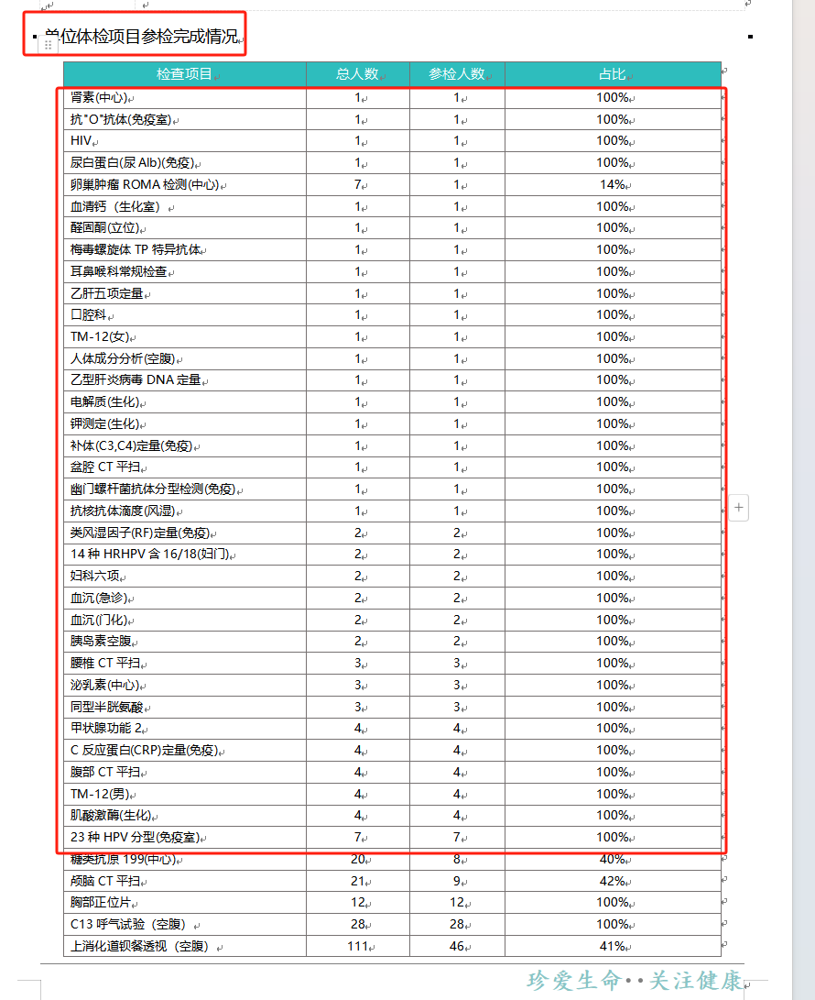 单位体检项目参检完成情况
检查项目 总人数 参检人数 占比
肾素(中心) 1 1 100%
抗"O"抗体(免疫室) 1 1 100%
HIV 1 1 100%
尿白蛋白(尿 Alb)(免疫) 1 1 100%
卵巢肿瘤 ROMA 检测(中心) 7 1 14%
血清钙（生化室） 1 1 100%
醛固酮(立位) 1 1 100%
梅毒螺旋体 TP 特异抗体 1 1 100%
耳鼻喉科常规检查 1 1 100%
乙肝五项定量 1 1 100%
口腔科 1 1 100%
TM-12(女) 1 1 100%
人体成分分析(空腹) 1 1 100%
乙型肝炎病毒 DNA 定量 1 1 100%
电解质(生化) 1 1 100%
钾测定(生化) 1 1 100%
补体(C3,C4)定量(免疫) 1 1 100%
盆腔 CT 平扫 1 1 100%
幽门螺杆菌抗体分型检测(免疫) 1 1 100%
抗核抗体滴度(风湿) 1 1 100%
类风湿因子(RF)定量(免疫) 2 2 100%
14 种 HRHPV 含 16/18(妇门) 2 2 100%
妇科六项 2 2 100%
血沉(急诊) 2 2 100%
血沉(门化) 2 2 100%
胰岛素空腹 2 2 100%
腰椎 CT 平扫 3 3 100%
泌乳素(中心) 3 3 100%
同型半胱氨酸 3 3 100%
甲状腺功能 2 4 4 100%
C 反应蛋白(CRP)定量(免疫) 4 4 100%
腹部 CT 平扫 4 4 100%
TM-12(男) 4 4 100%
肌酸激酶(生化) 4 4 100%
23 种 HPV 分型(免疫室) 7 7 100%
糖类抗原 199(中心) 20 8 40%
颅脑 CT 平扫 21 9 42%
胸部正位片 12 12 100%
C13 呼气试验（空腹） 28 28 100%
上消化道钡餐透视（空腹） 111 46 41%
珍爱生命··关注健康